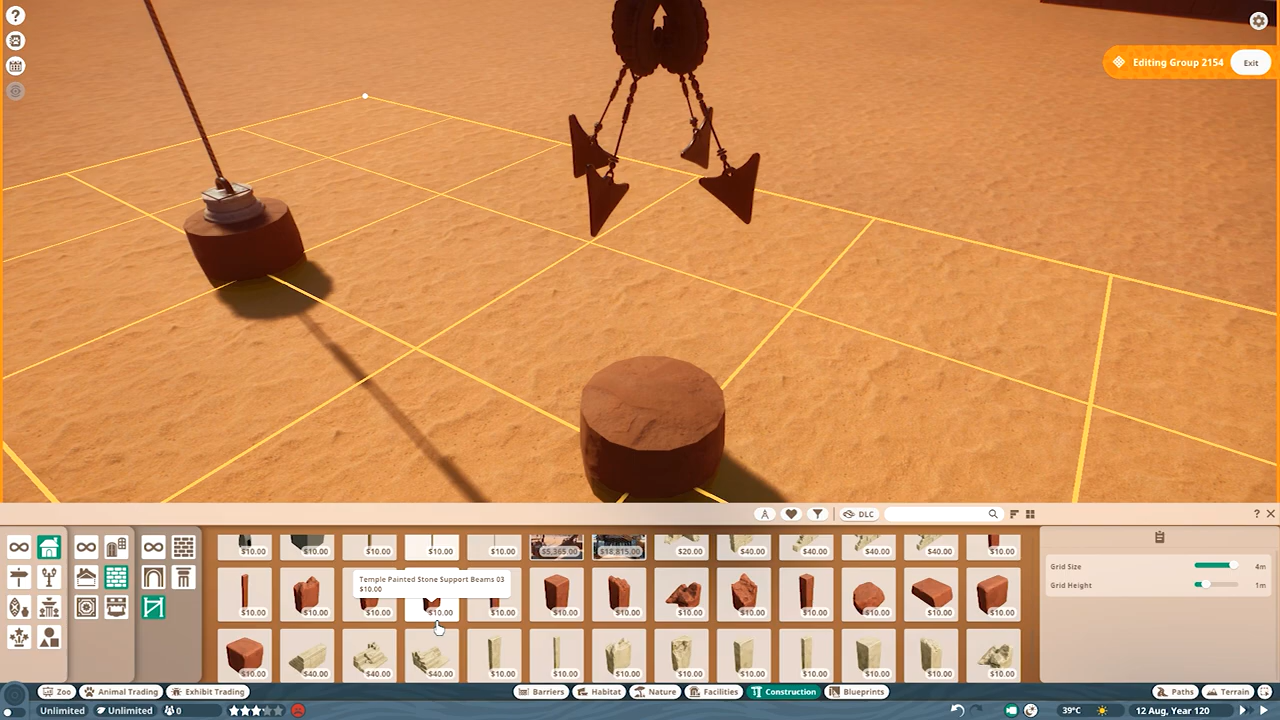 ?
Editing Group 2154
Exit
DLC
? ×
$10.00 $10.00 $10.00 $10.00 $10.00 $5,365.00 $18,815.00 $20.00 $40.00 $40.00 $40.00 $40.00 $10.00
Temple Painted Stone Support Beams 03
$10.00
$10.00 $10.00 $10.00 $10.00 $10.00 $10.00 $10.00 $40.00 $40.00 $10.00 $10.00 $10.00 $10.00
$10.00 $40.00 $40.00 $40.00 $10.00 $10.00 $10.00 $10.00 $10.00 $10.00 $10.00 $10.00 $40.00
Grid Size 4m
Grid Height 1m
Zoo Animal Trading Exhibit Trading Barriers Habitat Nature Facilities Construction Blueprints Paths Terrain
Unlimited Unlimited 0 39°C 12 Aug, Year 120